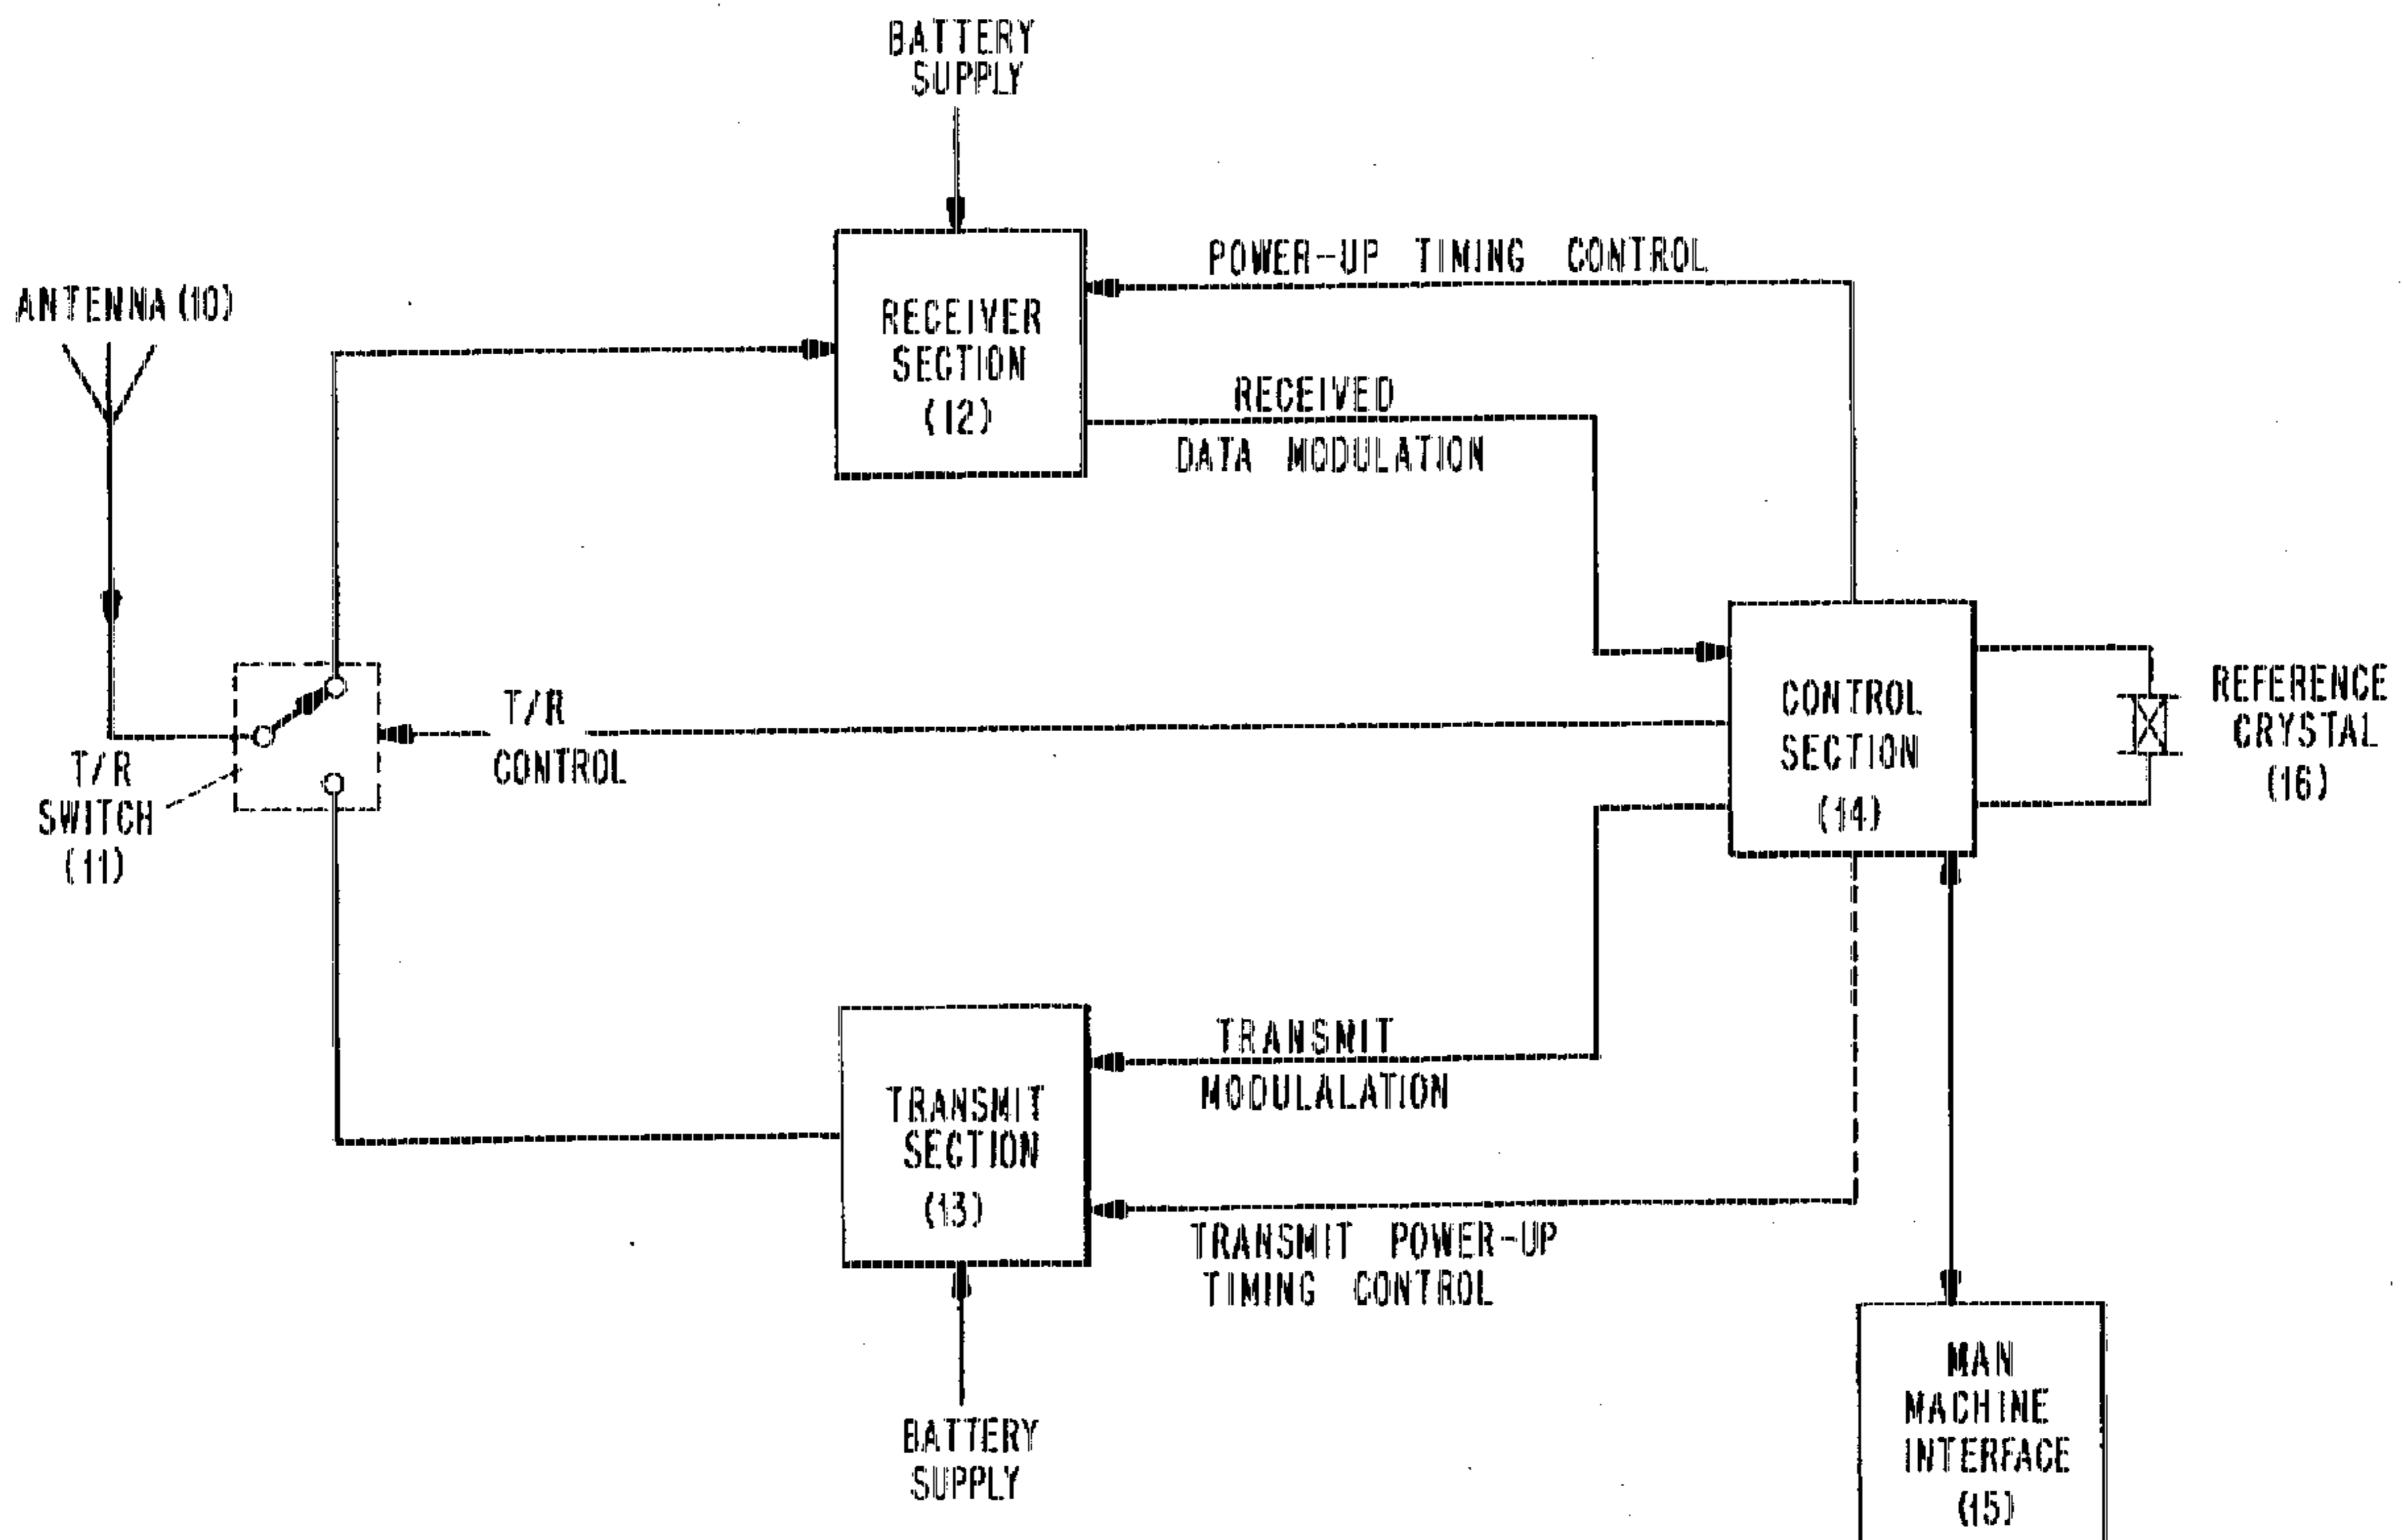 BATTERY
SUPPLY
POWER-UP TIMING CONTROL
ANTENNA (10)
RECEIVER
SECTION
(12)
RECEIVED
DATA MODULATION
T/R
CONTROL
T/R
SWITCH
(11)
CONTROL
SECTION
(14)
REFERENCE
CRYSTAL
(16)
TRANSMIT
MODULALATION
TRANSMIT
SECTION
(13)
TRANSMIT POWER-UP
TIMING CONTROL
BATTERY
SUPPLY
MAN
MACHINE
INTERFACE
(15)